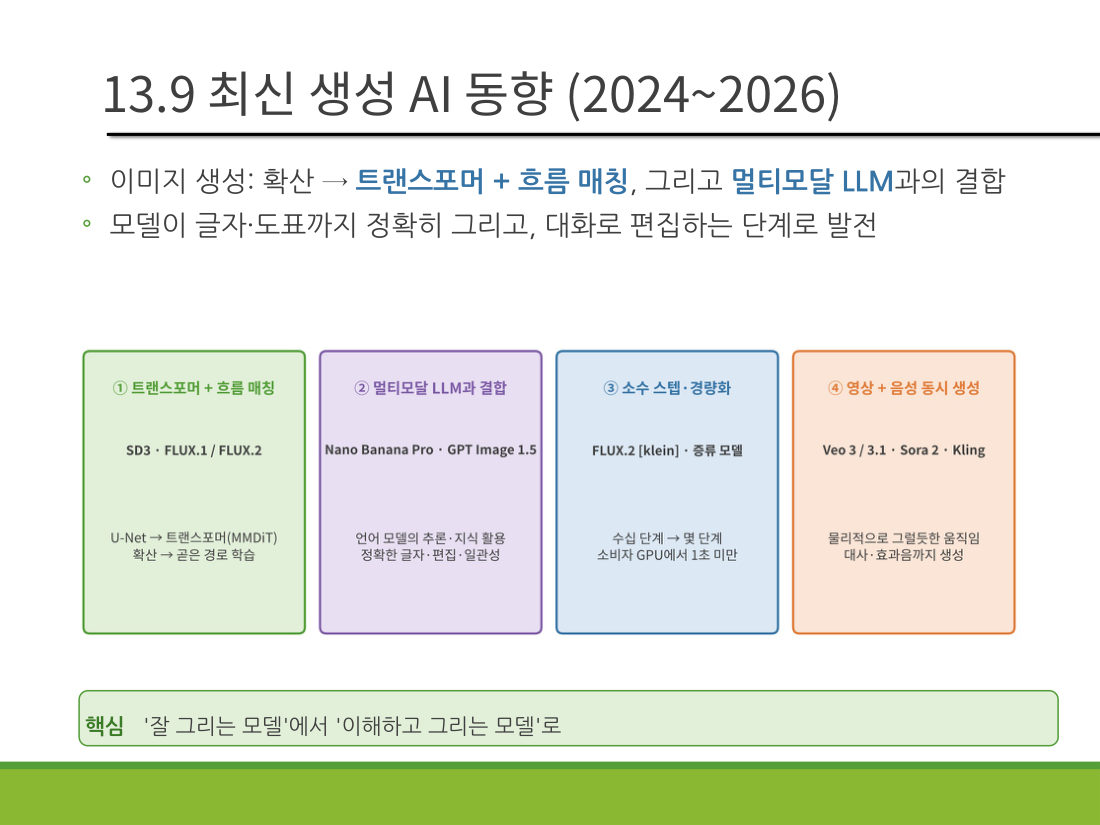 13.9 최신 생성 AI 동향 (2024~2026)
◦ 이미지 생성: 확산 → 트랜스포머 + 흐름 매칭, 그리고 멀티모달 LLM과의 결합
◦ 모델이 글자·도표까지 정확히 그리고, 대화로 편집하는 단계로 발전
① 트랜스포머 + 흐름 매칭
SD3 · FLUX.1 / FLUX.2
U-Net → 트랜스포머(MMDiT)
확산 → 곧은 경로 학습
② 멀티모달 LLM과 결합
Nano Banana Pro · GPT Image 1.5
언어 모델의 추론·지식 활용
정확한 글자·편집·일관성
③ 소수 스텝·경량화
FLUX.2 [klein] · 증류 모델
수십 단계 → 몇 단계
소비자 GPU에서 1초 미만
④ 영상 + 음성 동시 생성
Veo 3 / 3.1 · Sora 2 · Kling
물리적으로 그럴듯한 움직임
대사·효과음까지 생성
핵심 '잘 그리는 모델'에서 '이해하고 그리는 모델'로